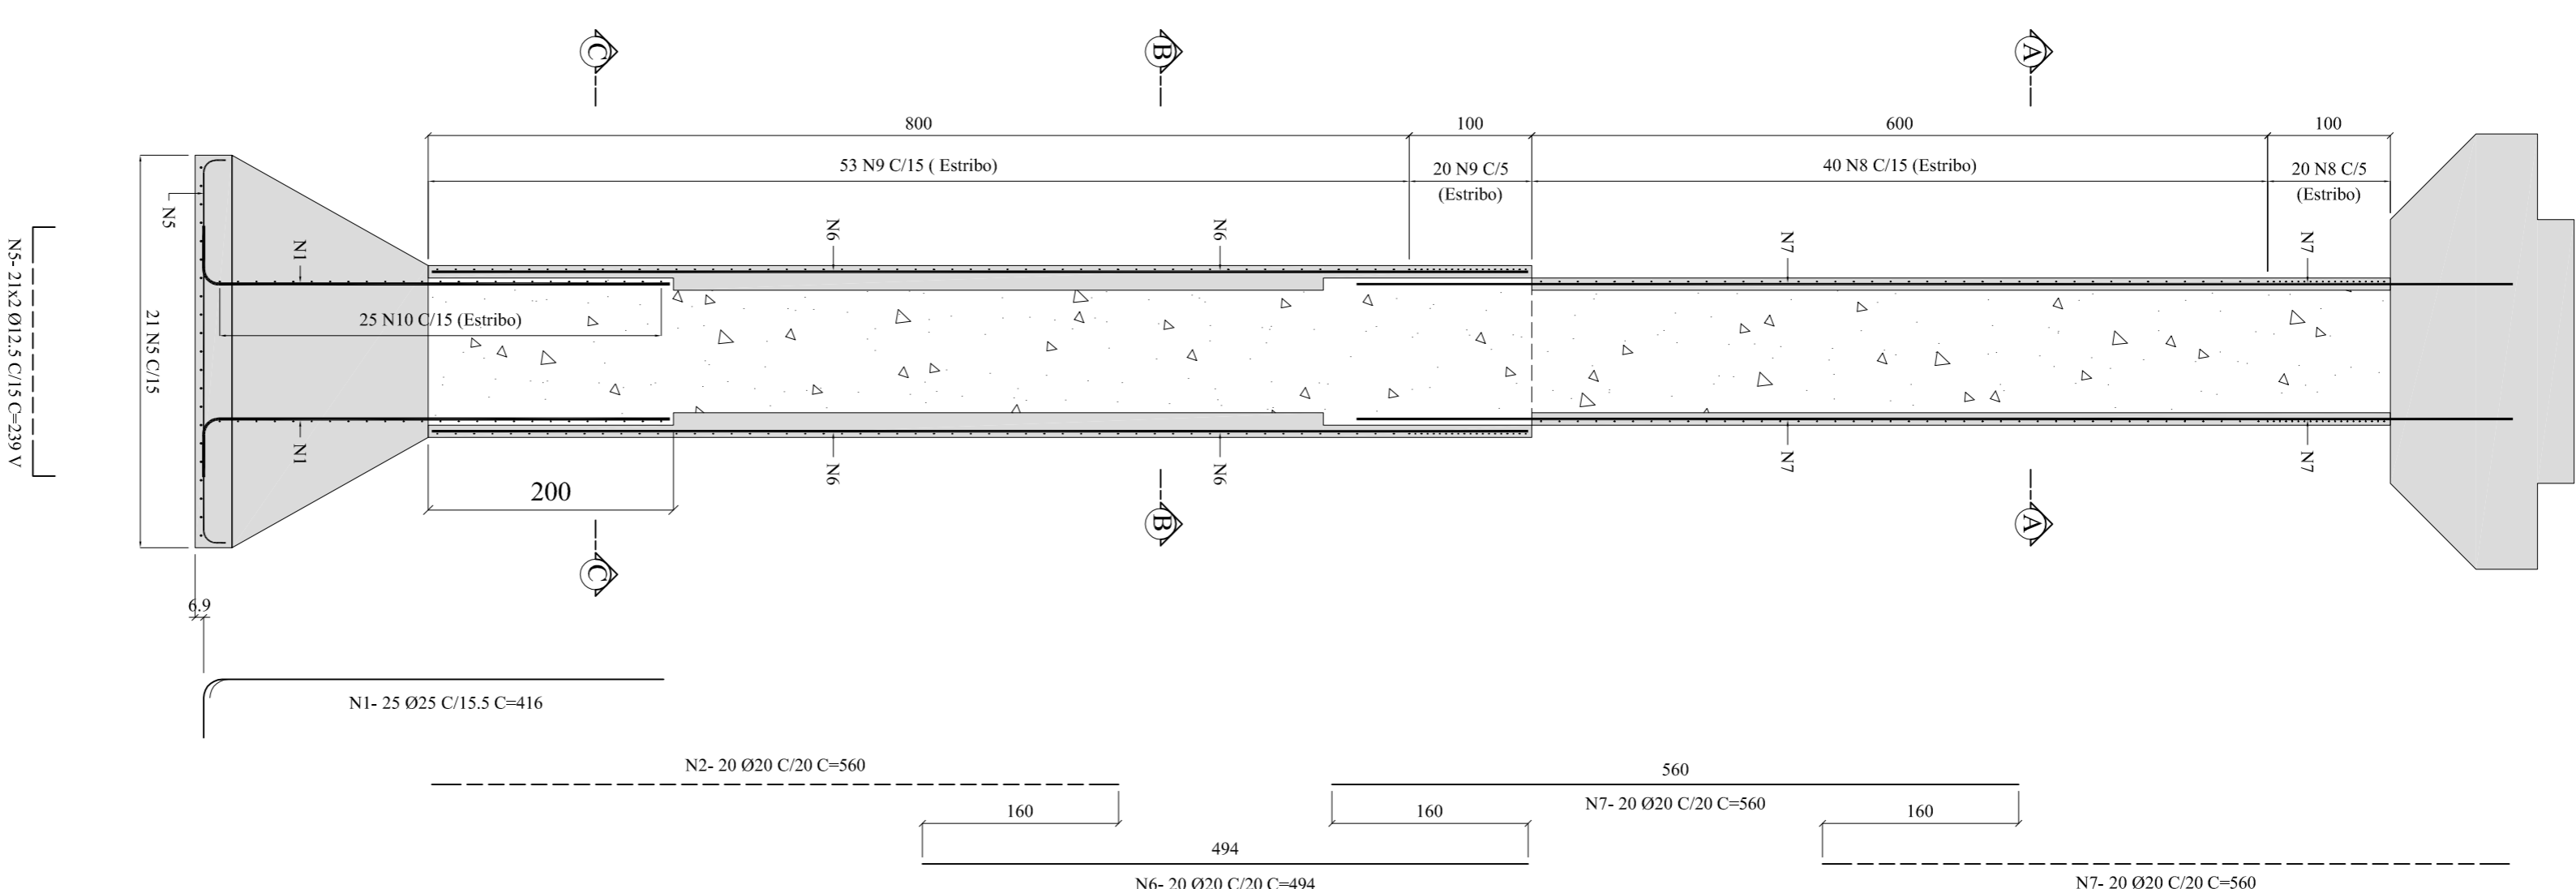 C
B
A
800
100
600
100
53 N9 C/15 ( Estribo)
20 N9 C/5
(Estribo)
40 N8 C/15 (Estribo)
20 N8 C/5
(Estribo)
N5
N1
N6
N6
N7
N7
N5- 21x2 Ø12.5 C/15 C=239 V
21 N5 C/15
25 N10 C/15 (Estribo)
N1
N6
N6
N7
N7
200
C
B
A
6.9
N1- 25 Ø25 C/15.5 C=416
N2- 20 Ø20 C/20 C=560
560
N7- 20 Ø20 C/20 C=560
160
160
160
494
N6- 20 Ø20 C/20 C=494
N7- 20 Ø20 C/20 C=560